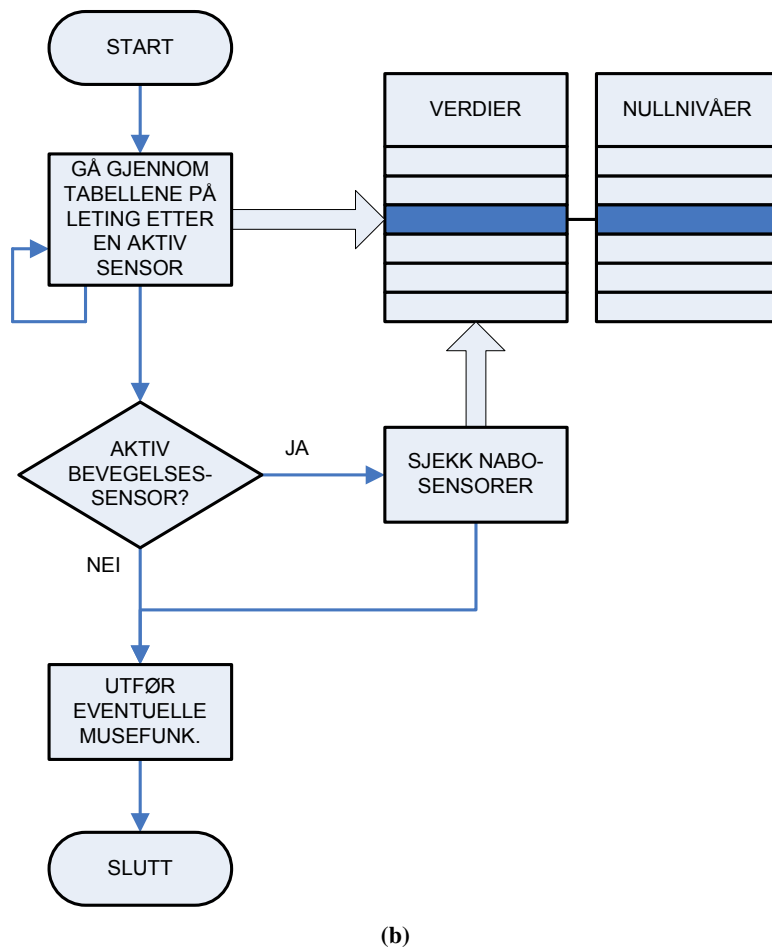 START
VERDIER
NULLNIVÅER
GÅ GJENNOM
TABELLENE PÅ
LETING ETTER
EN AKTIV
SENSOR
AKTIV
BEVEGELSES-
SENSOR?
JA
SJEKK NABO-
SENSORER
NEI
UTFØR
EVENTUELLE
MUSEFUNK.
SLUTT
(b)